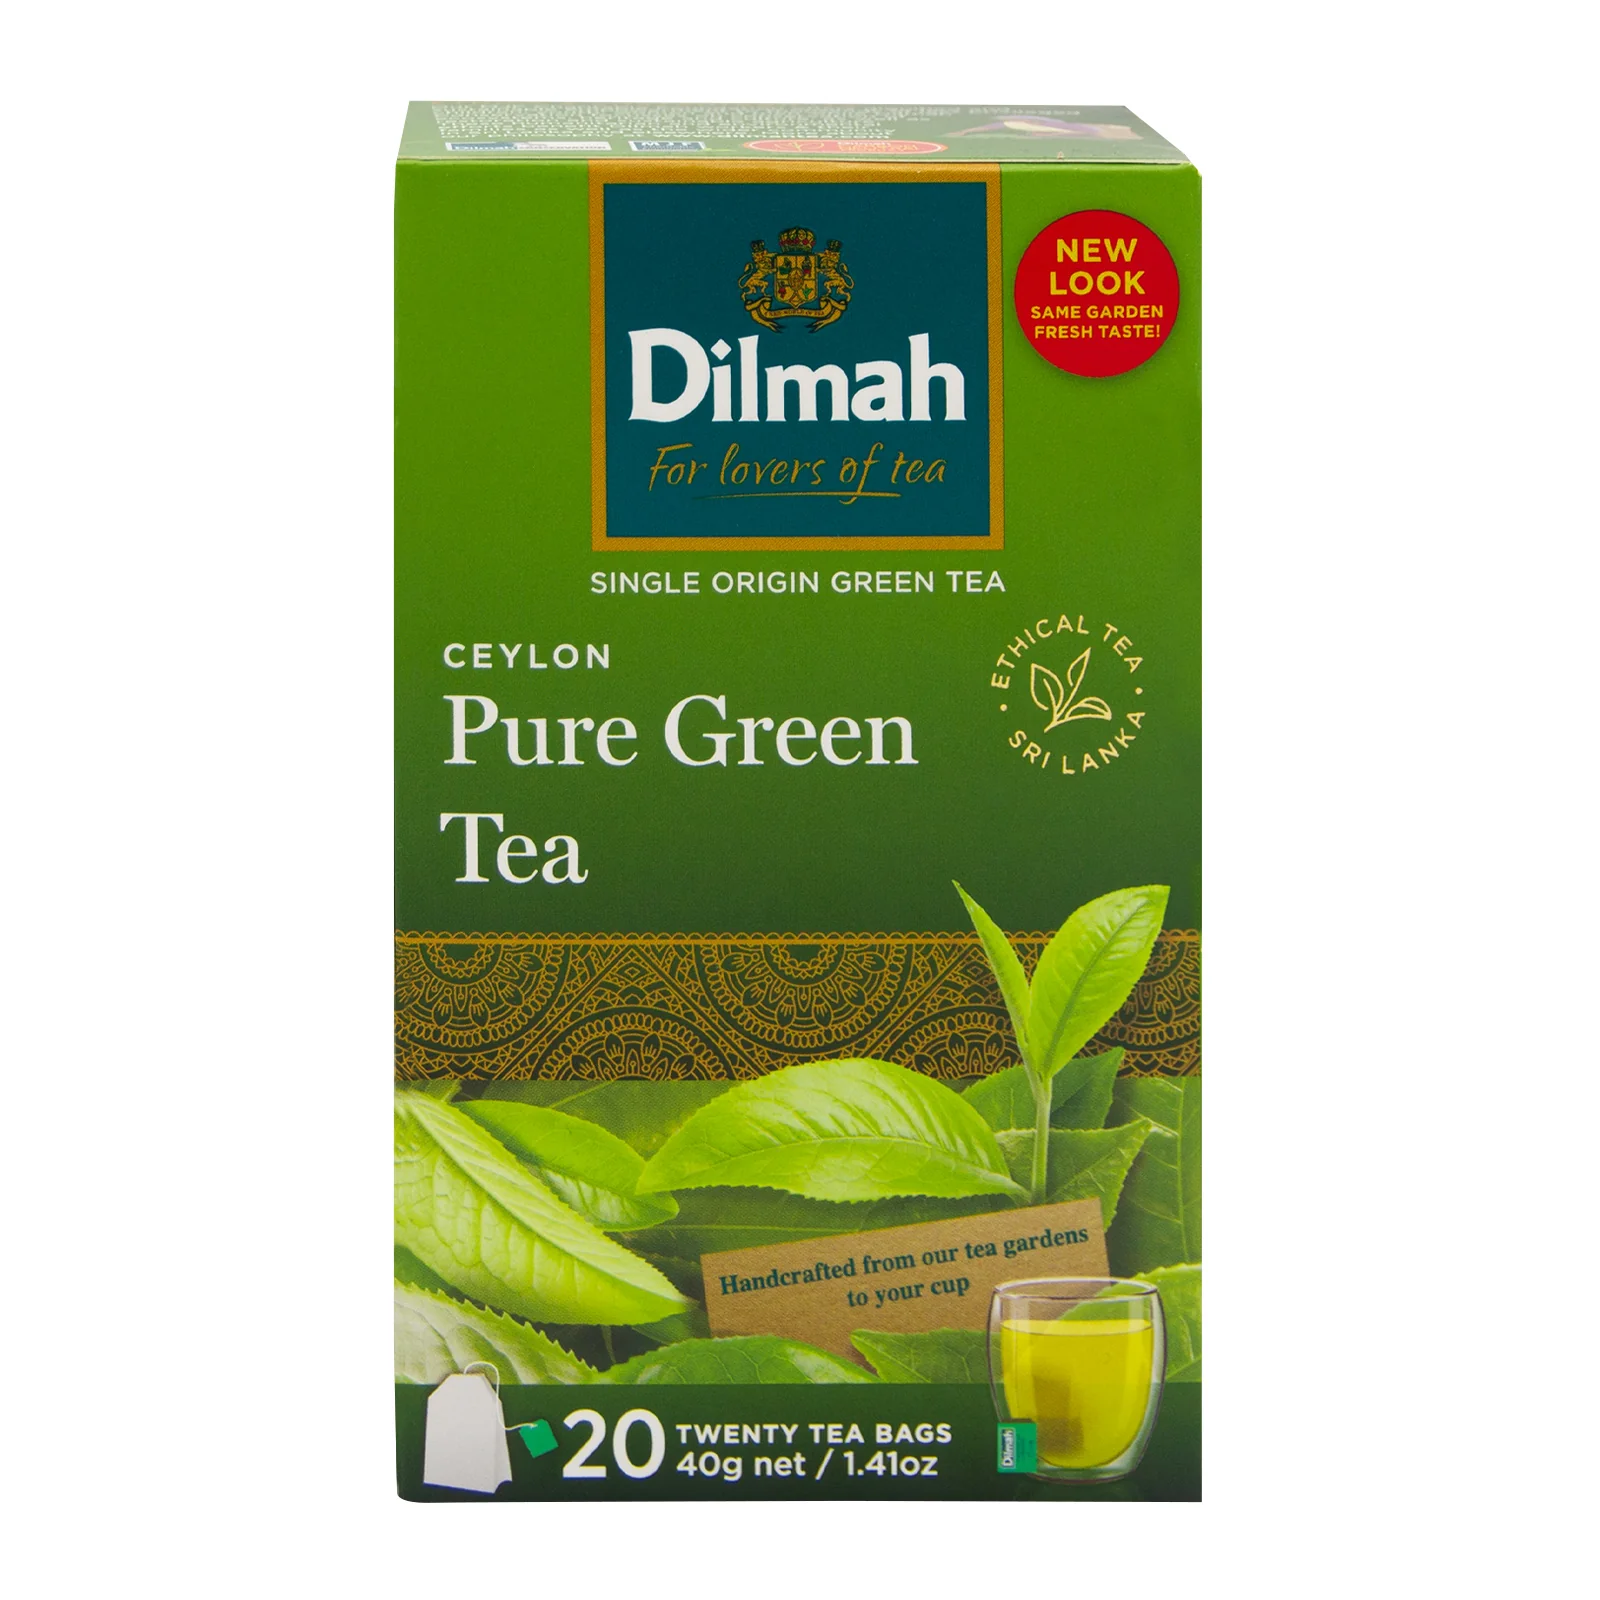 Dilmah
For lovers of tea
NEW
LOOK
SAME GARDEN
FRESH TASTE!
SINGLE ORIGIN GREEN TEA
CEYLON
Pure Green
Tea
ETHICAL TEA
SRI LANKA
Handcrafted from our tea gardens
to your cup
20
TWENTY TEA BAGS
40g net / 1.41oz
Dilmah